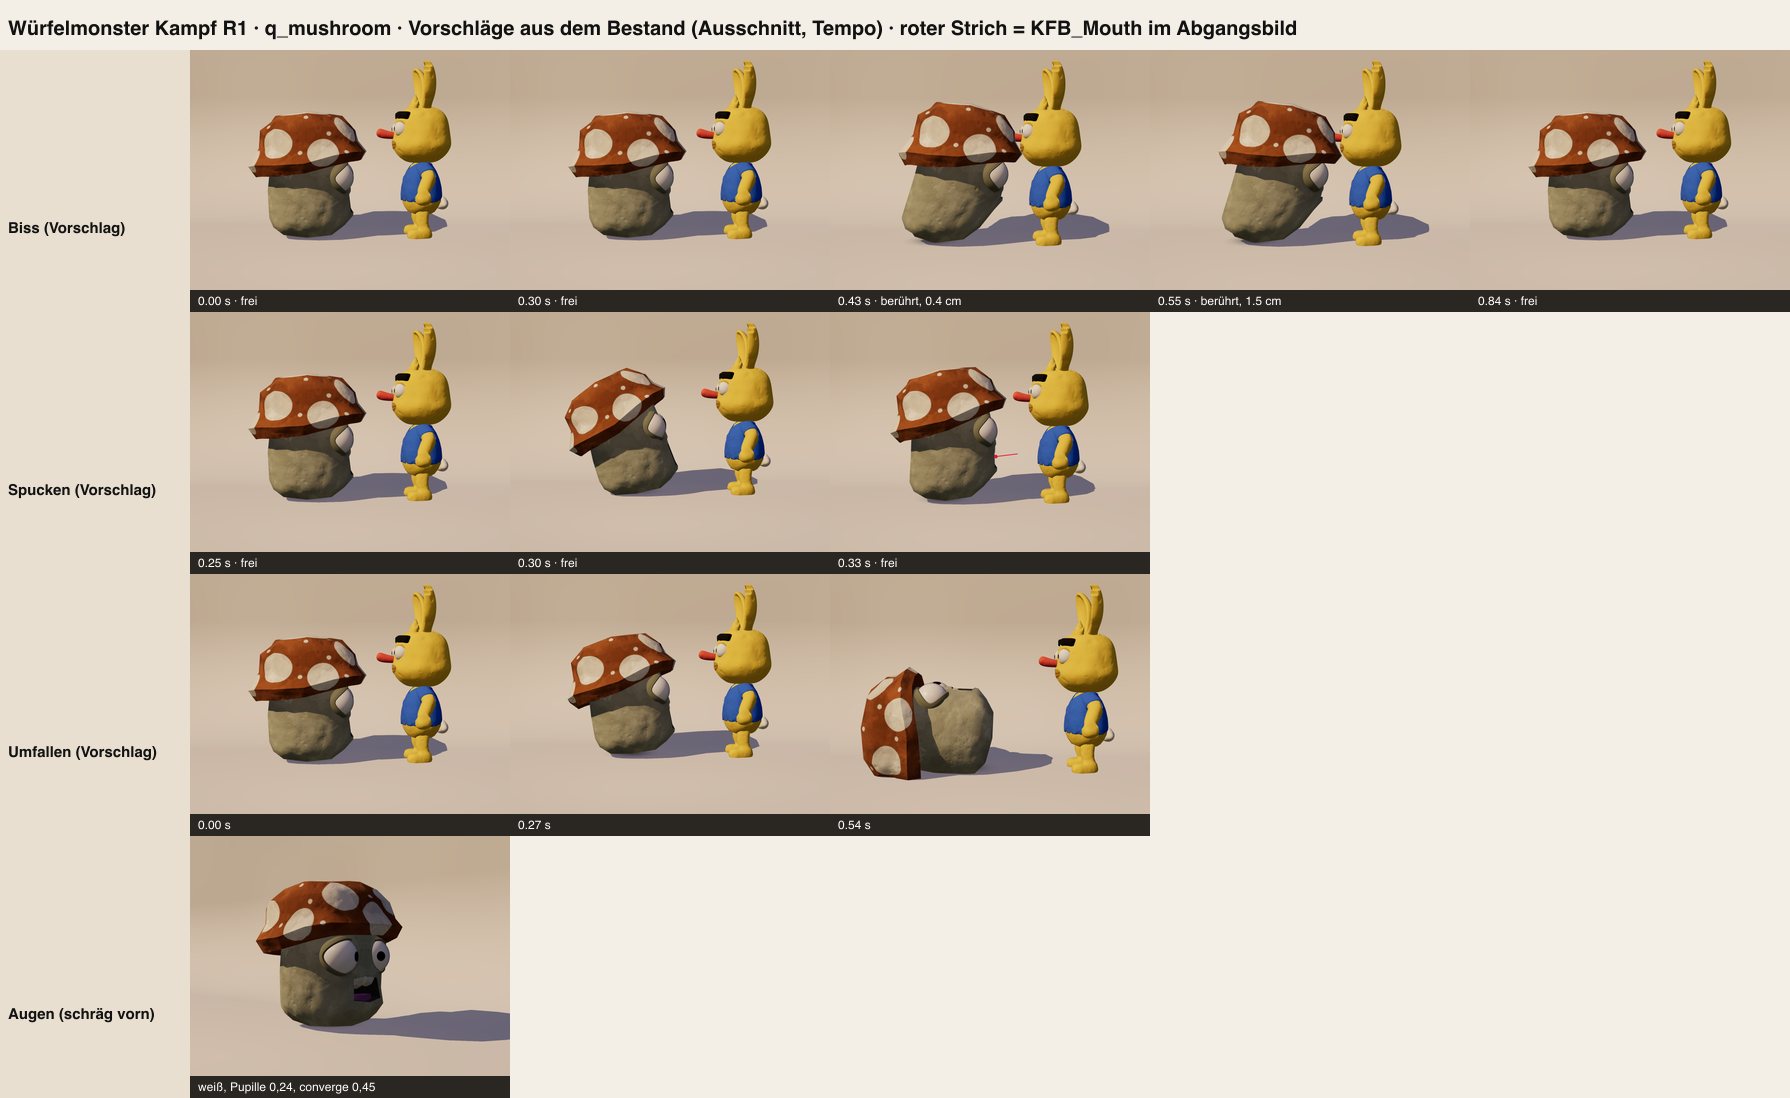 Würfelmonster Kampf R1 · q_mushroom · Vorschläge aus dem Bestand (Ausschnitt, Tempo) · roter Strich = KFB_Mouth im Abgangsbild
Biss (Vorschlag)
0.00 s · frei
0.30 s · frei
0.43 s · berührt, 0.4 cm
0.55 s · berührt, 1.5 cm
0.84 s · frei
Spucken (Vorschlag)
0.25 s · frei
0.30 s · frei
0.33 s · frei
Umfallen (Vorschlag)
0.00 s
0.27 s
0.54 s
Augen (schräg vorn)
weiß, Pupille 0,24, converge 0,45